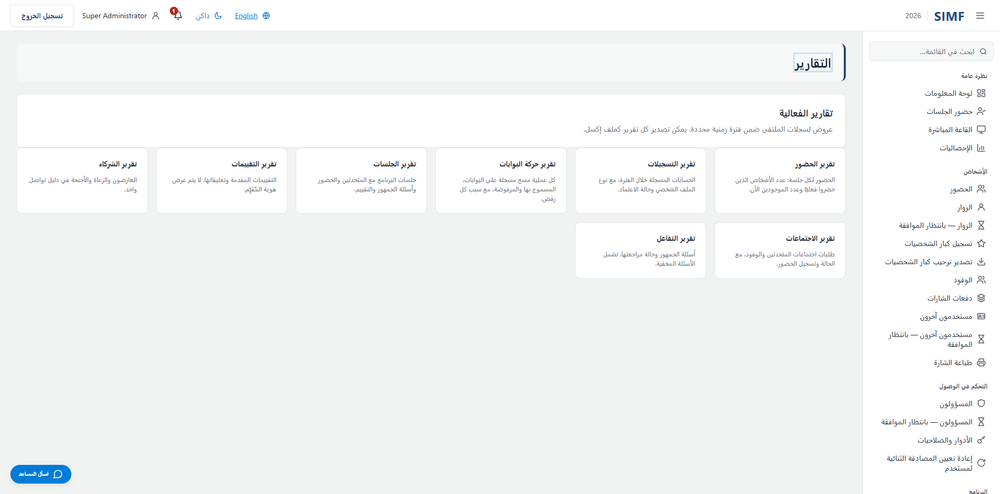 SIMF
2026
English
داكن
1
Super Administrator
تسجيل الخروج
ابحث في القائمة...
نظرة عامة
لوحة المعلومات
حضور الجلسات
القاعة المباشرة
الإحصائيات
الأشخاص
الحضور
الزوار
الزوار — بانتظار الموافقة
تسجيل كبار الشخصيات
تصدير ترحيب كبار الشخصيات
الوفود
دفعات الشارات
مستخدمون آخرون
مستخدمون آخرون — بانتظار
الموافقة
طباعة الشارة
التحكم في الوصول
المسؤولون
المسؤولون — بانتظار الموافقة
الأدوار والصلاحيات
إعادة تعيين المصادقة الثنائية
لمستخدم
البرنامج
التقارير
تقارير الفعالية
عروض لسجلات الملتقى ضمن فترة زمنية محددة. يمكن تصدير كل تقرير كملف إكسل.
تقرير الحضور
الحضور لكل جلسة: عدد الأشخاص الذين
حضروا فعليًا وعدد الموجودين الآن.
تقرير التسجيلات
الحسابات المسجلة خلال الفترة، مع نوع
الملف الشخصي وحالة الاعتماد.
تقرير حركة البوابات
كل عملية مسح مسجلة على البوابات،
المسموح بها والمرفوضة، مع سبب كل
رفض.
تقرير الجلسات
جلسات البرنامج مع المتحدثين والحضور
وأسئلة الجمهور والتقييم.
تقرير التقييمات
التقييمات المقدمة وتعليقاتها. لا يتم عرض
هوية المُقيّم.
تقرير الشركاء
العارضون والرعاة والأجنحة في دليل تواصل
واحد.
تقرير الاجتماعات
طلبات اجتماعات المتحدثين والوفود، مع
الحالة وتسجيل الحضور.
تقرير التفاعل
أسئلة الجمهور وحالة مراجعتها. تشمل
الأسئلة المخفية.
اسأل المساعد